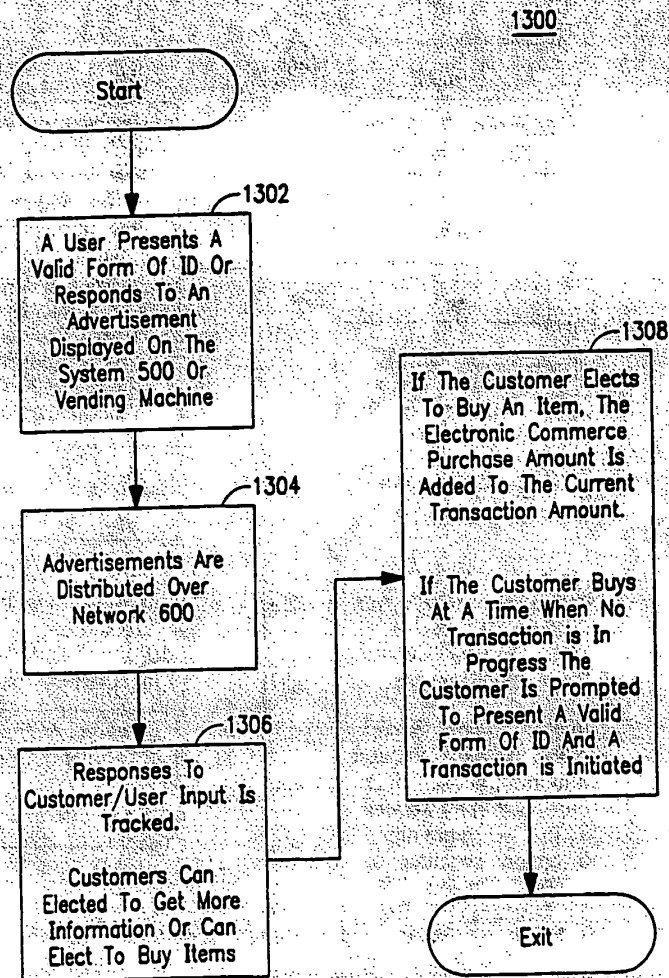 1300
Start
1302
A User Presents A
Valid Form Of ID Or
Responds To An
Advertisement
Displayed On The
System 500 Or
Vending Machine
1304
Advertisements Are
Distributed Over
Network 600
1306
Responses To
Customer/User Input Is
Tracked.
Customers Can
Elected To Get More
Information Or Can
Elect To Buy Items
1308
If The Customer Elects
To Buy An Item, The
Electronic Commerce
Purchase Amount Is
Added To The Current
Transaction Amount.
If The Customer Buys
At A Time When No
Transaction is In
Progress The
Customer Is Prompted
To Present A Valid
Form Of ID And A
Transaction is Initiated
Exit